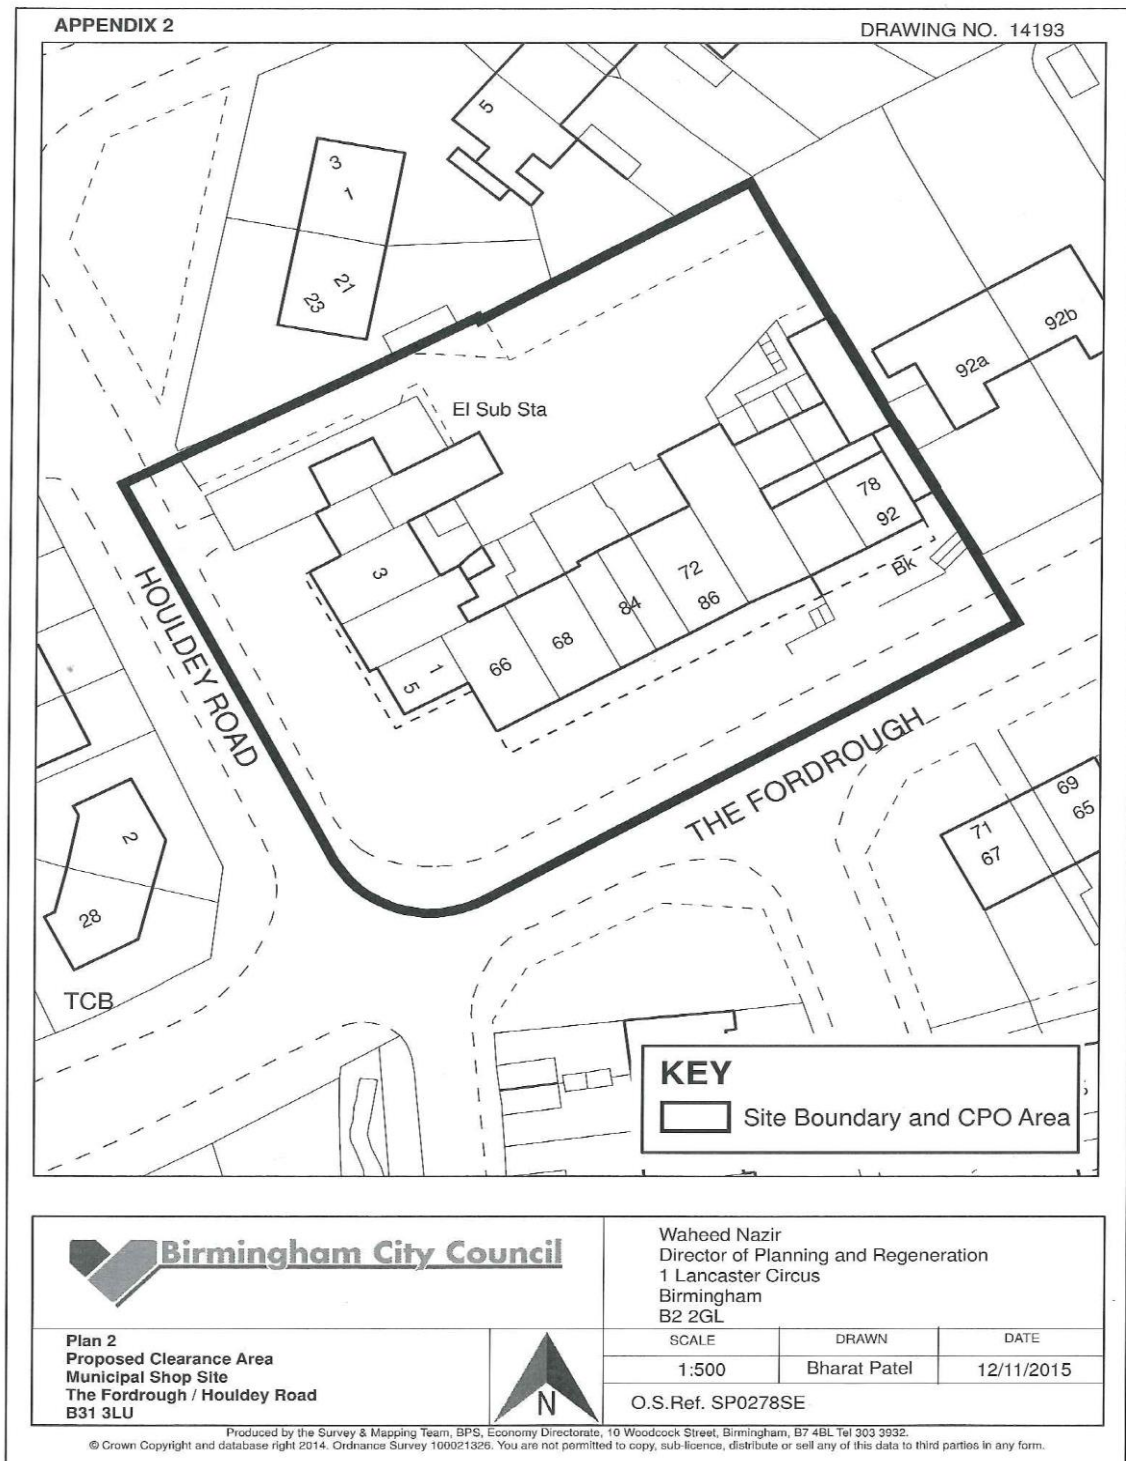 APPENDIX 2
DRAWING NO. 14193
5
3
1
21
23
92b
92a
El Sub Sta
78
92
Bk
3
72
86
84
68
66
1
5
HOULDEY ROAD
THE FORDROUGH
69
65
71
67
2
28
TCB
KEY
Site Boundary and CPO Area
Birmingham City Council
Waheed Nazir
Director of Planning and Regeneration
1 Lancaster Circus
Birmingham
B2 2GL
Plan 2
Proposed Clearance Area
Municipal Shop Site
The Fordrough / Houldey Road
B31 3LU
N
SCALE
DRAWN
DATE
1:500
Bharat Patel
12/11/2015
O.S.Ref. SP0278SE
Produced by the Survey & Mapping Team, BPS, Economy Directorate, 10 Woodcock Street, Birmingham, B7 4BL Tel 303 3932.
© Crown Copyright and database right 2014. Ordnance Survey 100021326. You are not permitted to copy, sub-licence, distribute or sell any of this data to third parties in any form.